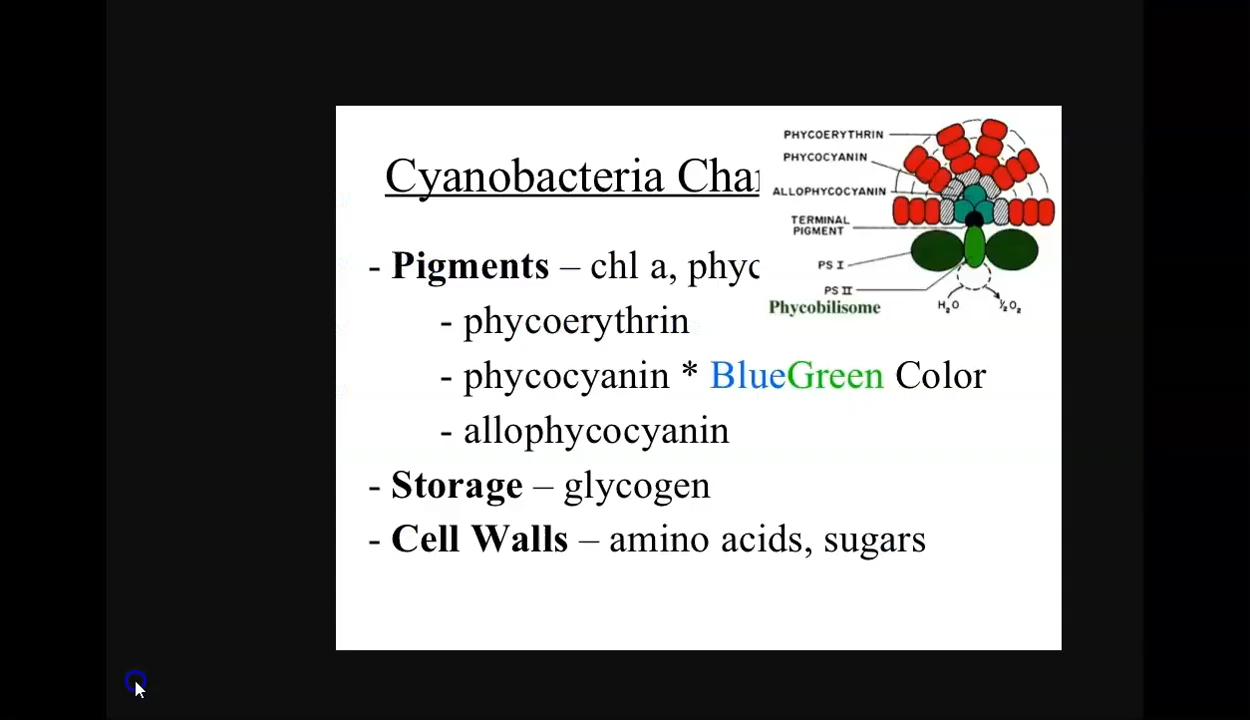 Cyanobacteria Cha
- Pigments – chl a, phyc
- phycoerythrin
- phycocyanin * BlueGreen Color
- allophycocyanin
- Storage – glycogen
- Cell Walls – amino acids, sugars
PHYCOERYTHRIN
PHYCOCYANIN
ALLOPHYCOCYANIN
TERMINAL
PIGMENT
PS I
PS II
H2O
½O2
Phycobilisome